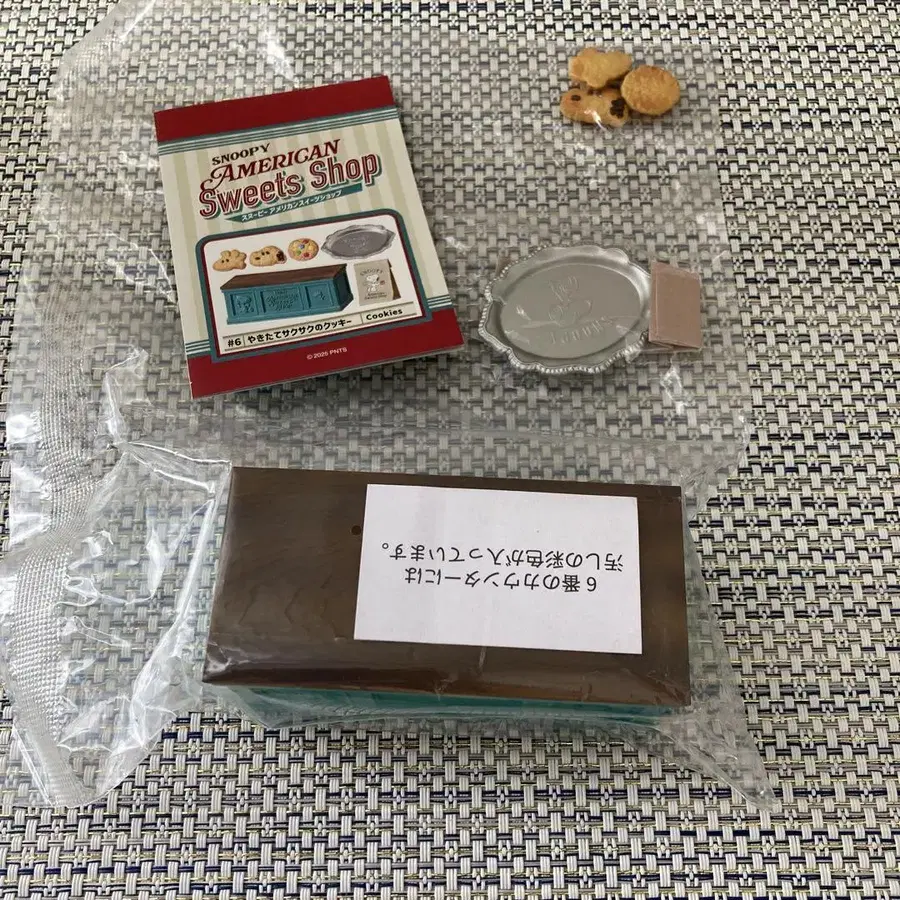 SNOOPY
AMERICAN
Sweets Shop
スヌーピー アメリカンスイーツショップ
#6 やきたてサクサクのクッキー Cookies
© 2025 PNTS
6番のカウンターには
汚しの彩色が入っています。